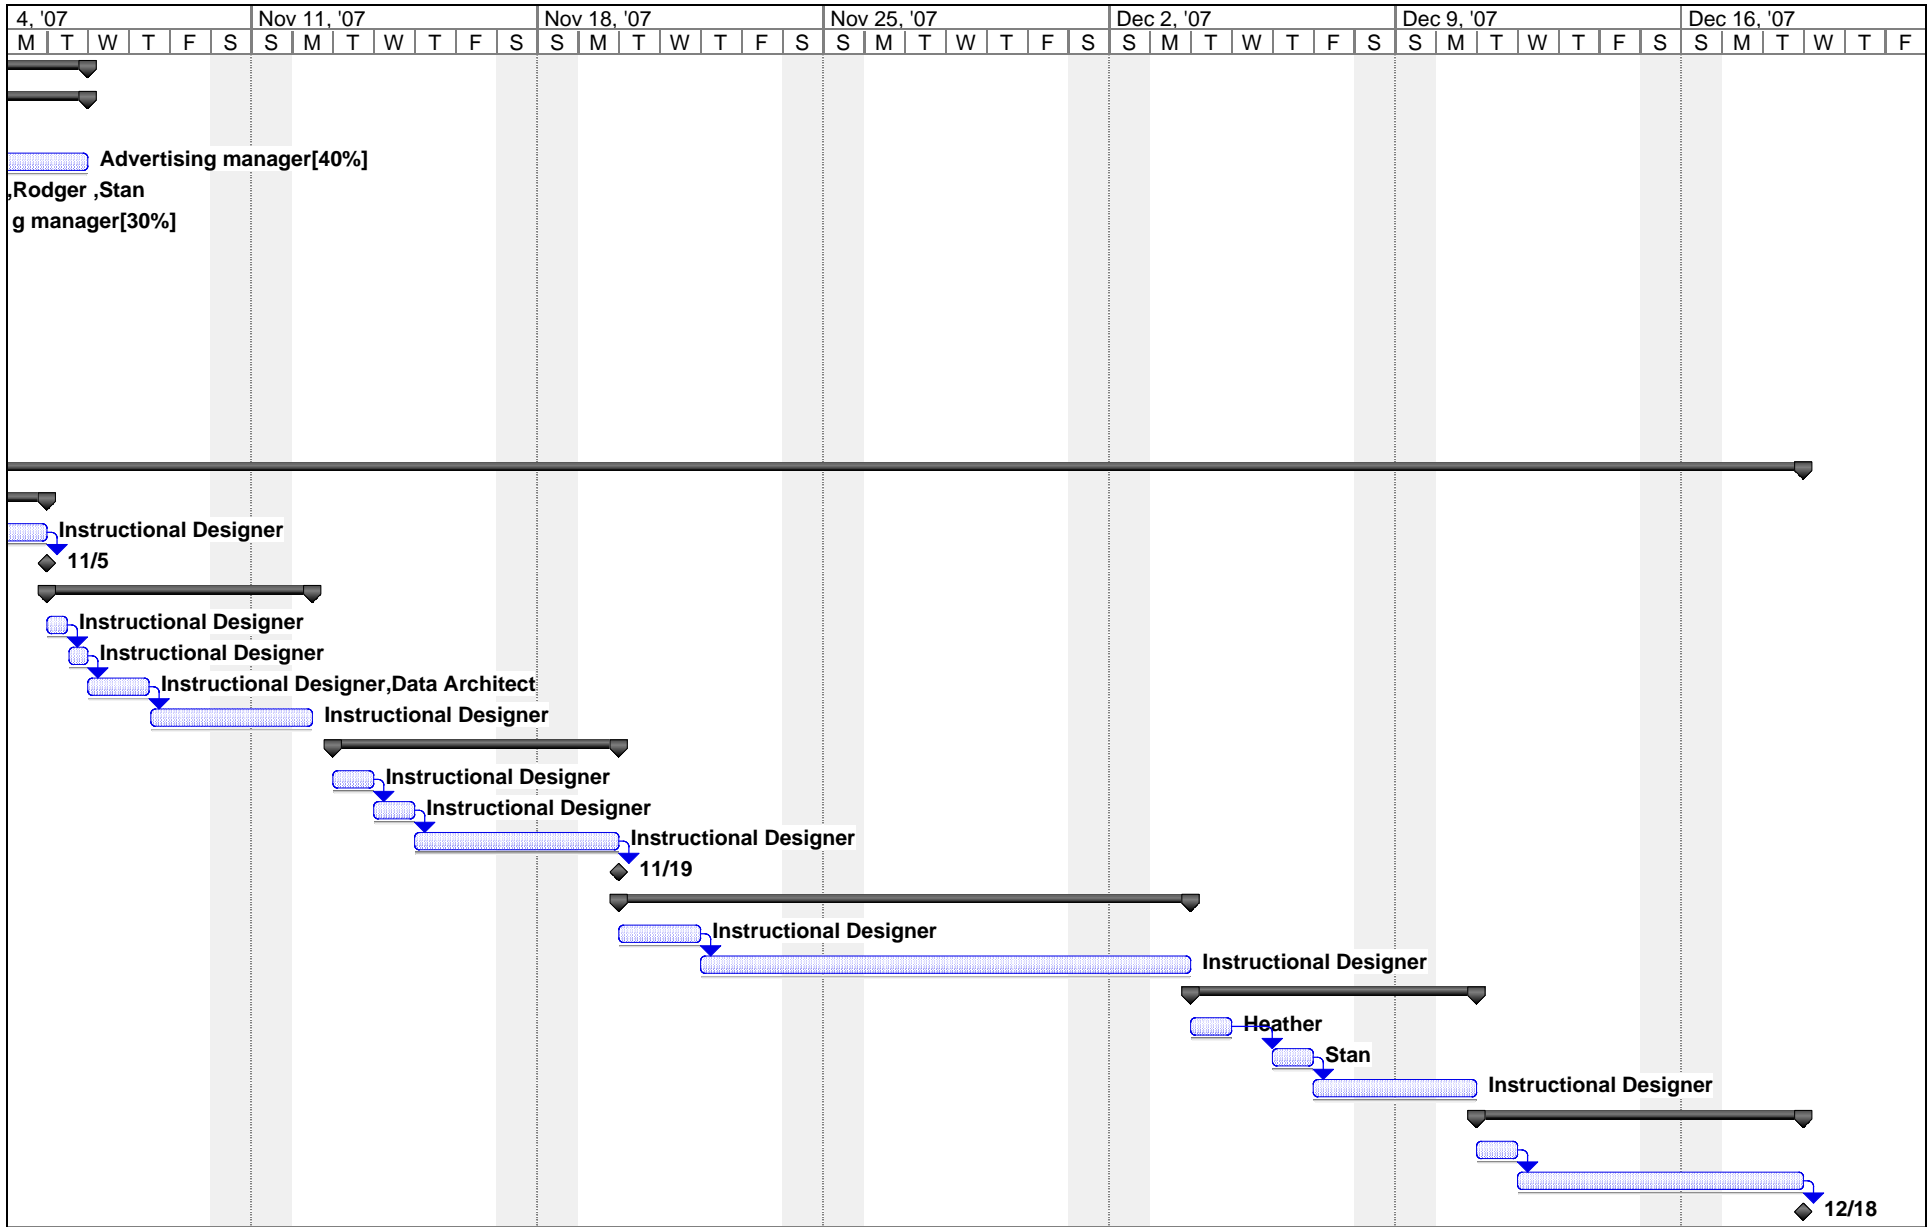 4, '07 Nov 11, '07 Nov 18, '07 Nov 25, '07 Dec 2, '07 Dec 9, '07 Dec 16, '07
M T W T F S S M T W T F S S M T W T F S S M T W T F S S M T W T F S S M T W T F S S M T W T F
Advertising manager[40%]
,Rodger ,Stan
g manager[30%]
Instructional Designer
11/5
Instructional Designer
Instructional Designer
Instructional Designer,Data Architect
Instructional Designer
Instructional Designer
Instructional Designer
Instructional Designer
11/19
Instructional Designer
Instructional Designer
Heather
Stan
Instructional Designer
12/18